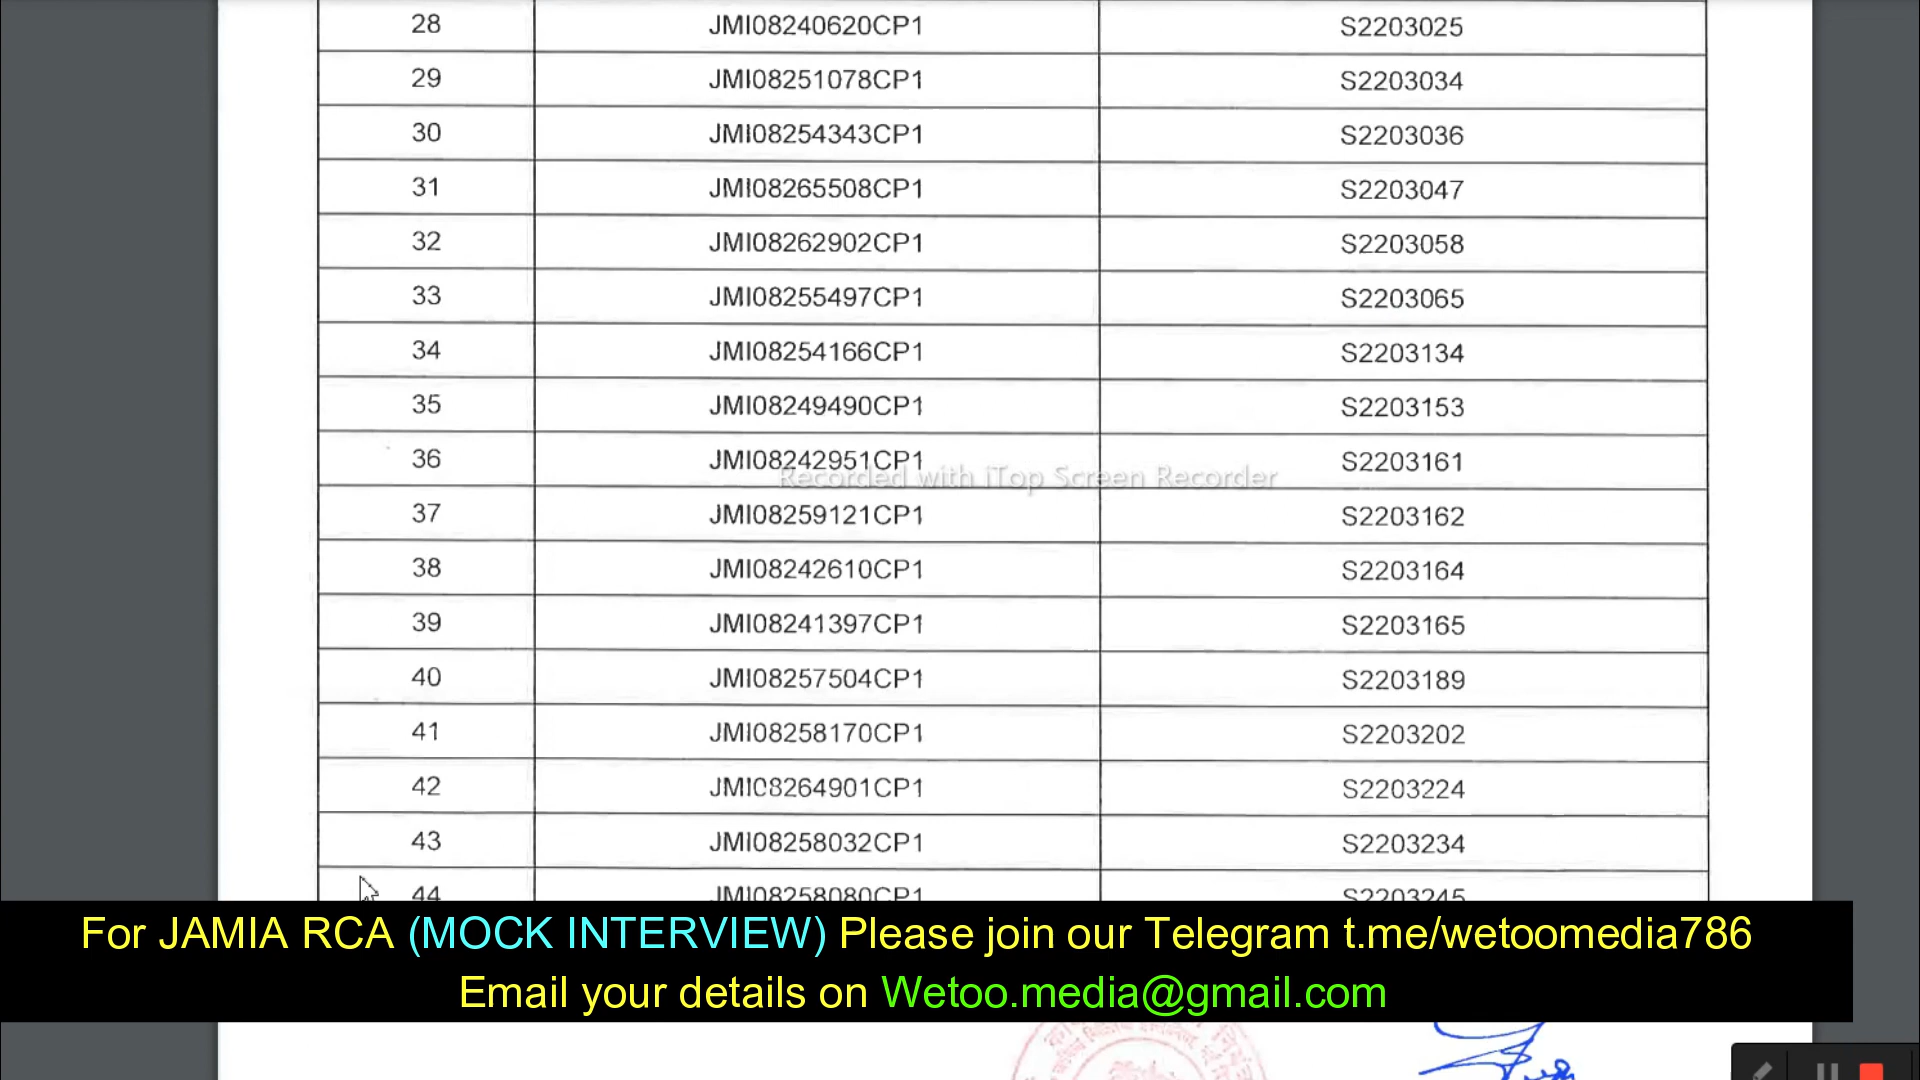 28 JMI08240620CP1 S2203025
29 JMI08251078CP1 S2203034
30 JMI08254343CP1 S2203036
31 JMI08265508CP1 S2203047
32 JMI08262902CP1 S2203058
33 JMI08255497CP1 S2203065
34 JMI08254166CP1 S2203134
35 JMI08249490CP1 S2203153
36 JMI08242951CP1 S2203161
Recorded with iTop Screen Recorder
37 JMI08259121CP1 S2203162
38 JMI08242610CP1 S2203164
39 JMI08241397CP1 S2203165
40 JMI08257504CP1 S2203189
41 JMI08258170CP1 S2203202
42 JMI08264901CP1 S2203224
43 JMI08258032CP1 S2203234
44 JMI08258080CP1 S2203245
For JAMIA RCA (MOCK INTERVIEW) Please join our Telegram t.me/wetoomedia786
Email your details on Wetoo.media@gmail.com